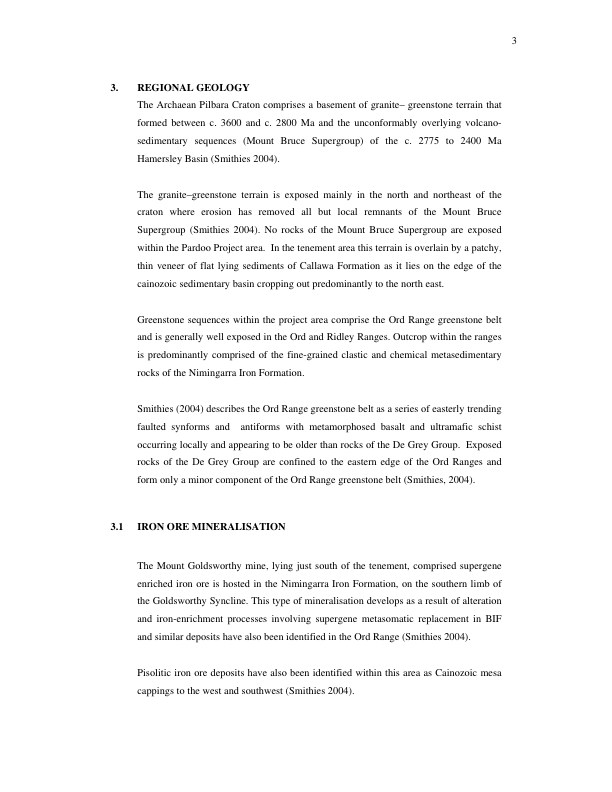 3
3. REGIONAL GEOLOGY
The Archaean Pilbara Craton comprises a basement of granite– greenstone terrain that
formed between c. 3600 and c. 2800 Ma and the unconformably overlying volcano-
sedimentary sequences (Mount Bruce Supergroup) of the c. 2775 to 2400 Ma
Hamersley Basin (Smithies 2004).
The granite–greenstone terrain is exposed mainly in the north and northeast of the
craton where erosion has removed all but local remnants of the Mount Bruce
Supergroup (Smithies 2004). No rocks of the Mount Bruce Supergroup are exposed
within the Pardoo Project area. In the tenement area this terrain is overlain by a patchy,
thin veneer of flat lying sediments of Callawa Formation as it lies on the edge of the
cainozoic sedimentary basin cropping out predominantly to the north east.
Greenstone sequences within the project area comprise the Ord Range greenstone belt
and is generally well exposed in the Ord and Ridley Ranges. Outcrop within the ranges
is predominantly comprised of the fine-grained clastic and chemical metasedimentary
rocks of the Nimingarra Iron Formation.
Smithies (2004) describes the Ord Range greenstone belt as a series of easterly trending
faulted synforms and antiforms with metamorphosed basalt and ultramafic schist
occurring locally and appearing to be older than rocks of the De Grey Group. Exposed
rocks of the De Grey Group are confined to the eastern edge of the Ord Ranges and
form only a minor component of the Ord Range greenstone belt (Smithies, 2004).
3.1 IRON ORE MINERALISATION
The Mount Goldsworthy mine, lying just south of the tenement, comprised supergene
enriched iron ore is hosted in the Nimingarra Iron Formation, on the southern limb of
the Goldsworthy Syncline. This type of mineralisation develops as a result of alteration
and iron-enrichment processes involving supergene metasomatic replacement in BIF
and similar deposits have also been identified in the Ord Range (Smithies 2004).
Pisolitic iron ore deposits have also been identified within this area as Cainozoic mesa
cappings to the west and southwest (Smithies 2004).